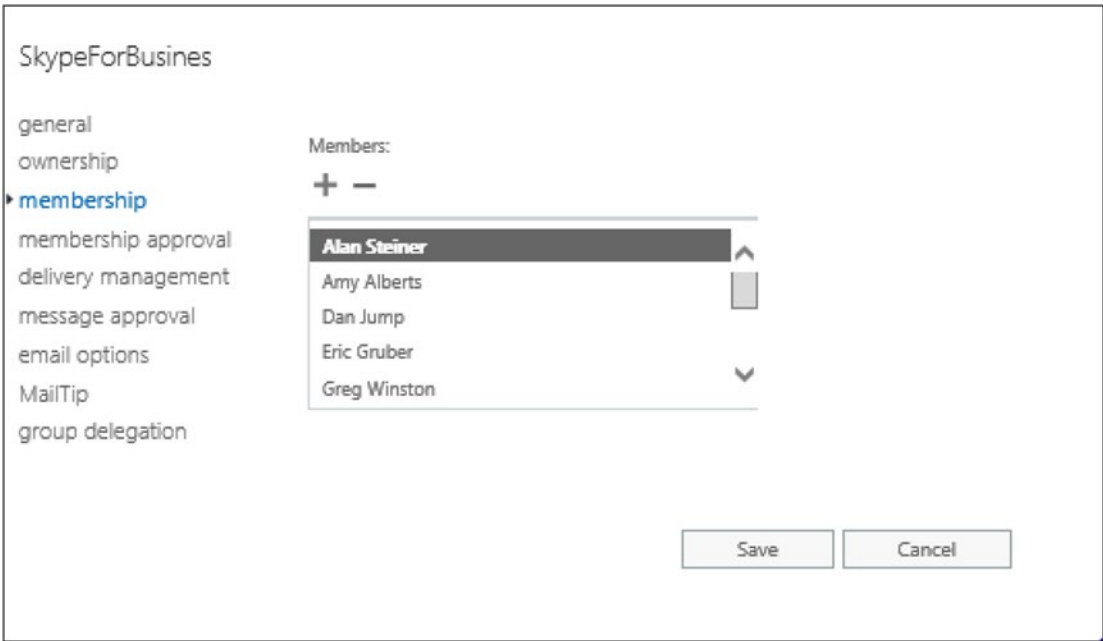 SkypeForBusines
general
ownership
membership
membership approval
delivery management
message approval
email options
MailTip
group delegation
Members:
Alan Steiner
Amy Alberts
Dan Jump
Eric Gruber
Greg Winston
Save
Cancel